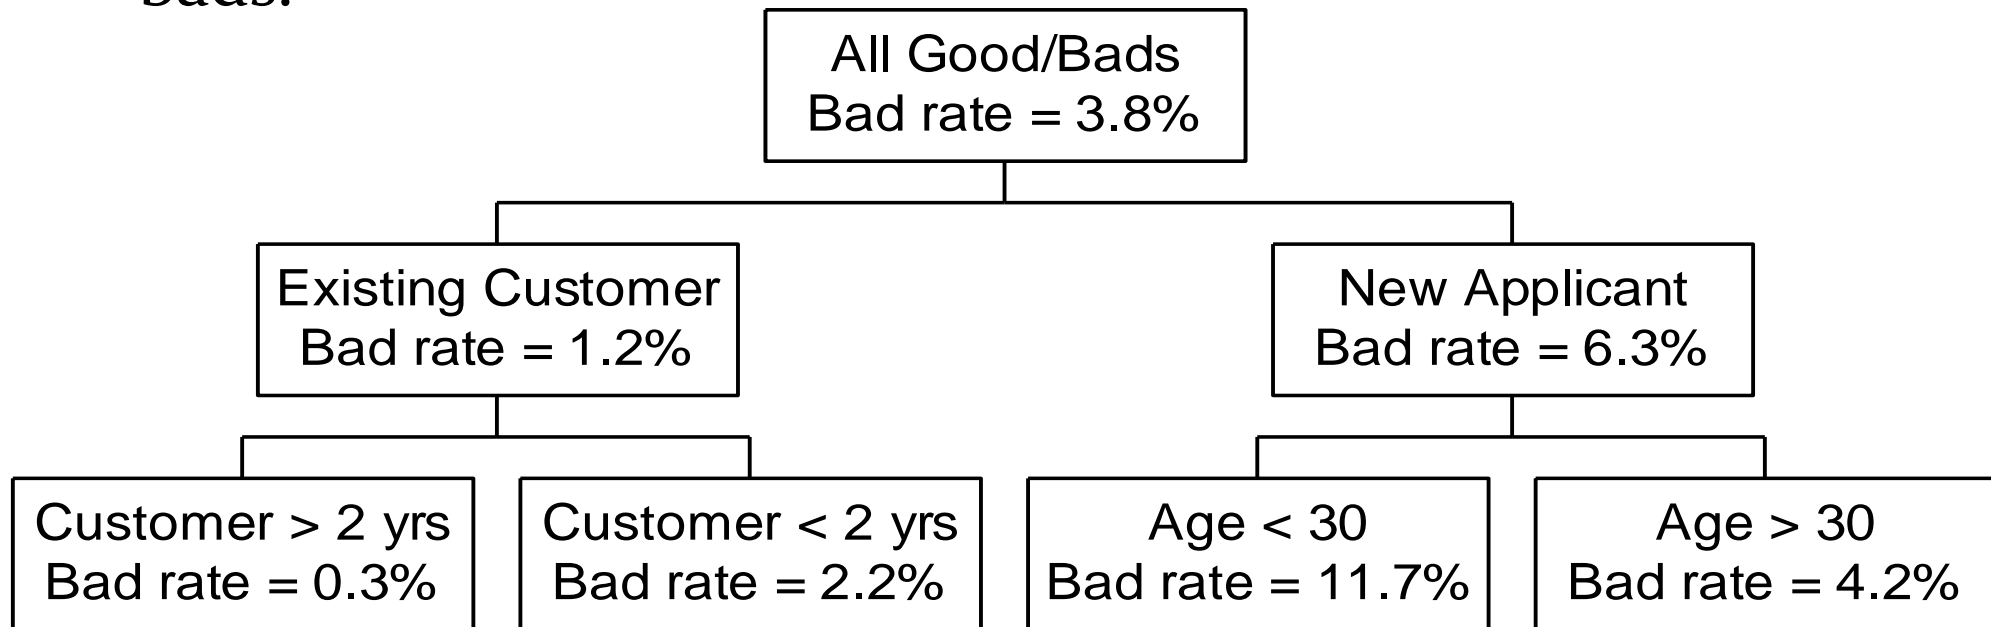 bads.
All Good/Bads
Bad rate = 3.8%
Existing Customer
Bad rate = 1.2%
New Applicant
Bad rate = 6.3%
Customer > 2 yrs
Bad rate = 0.3%
Customer < 2 yrs
Bad rate = 2.2%
Age < 30
Bad rate = 11.7%
Age > 30
Bad rate = 4.2%